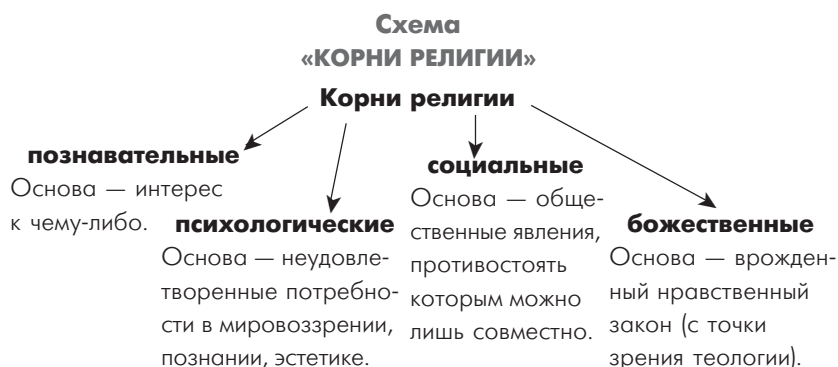 Схема
«КОРНИ РЕЛИГИИ»
Корни религии
познавательные
Основа — интерес
к чему-либо.
психологические
Основа — неудовле-
творенные потребно-
сти в мировоззрении,
познании, эстетике.
социальные
Основа — обще-
ственные явления,
противостоять
которым можно
лишь совместно.
божественные
Основа — врожден-
ный нравственный
закон (с точки
зрения теологии).